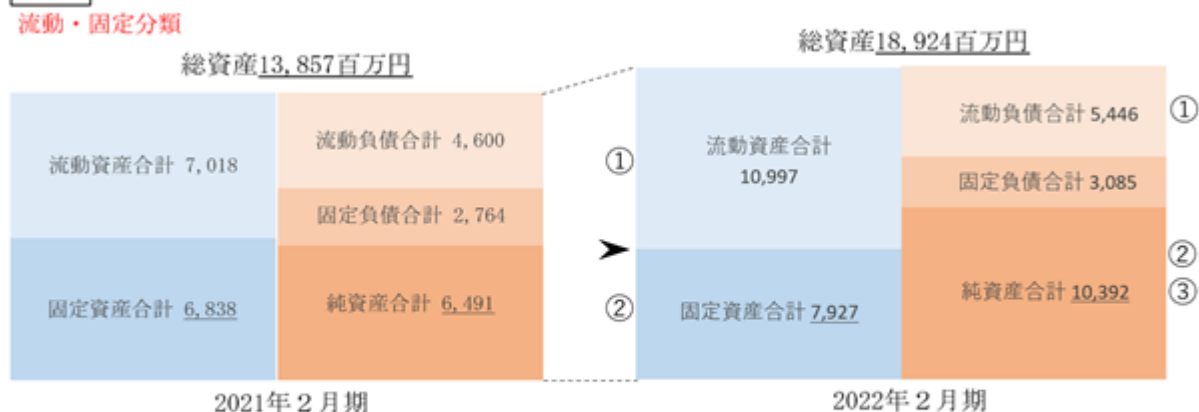 流動・固定分類
総資産13,857百万円
流動資産合計 7,018
固定資産合計 6,838
流動負債合計 4,600
固定負債合計 2,764
純資産合計 6,491
2021年２月期
総資産18,924百万円
①
流動資産合計
10,997
②
固定資産合計 7,927
流動負債合計 5,446
①
固定負債合計 3,085
純資産合計 10,392
②
③
2022年２月期